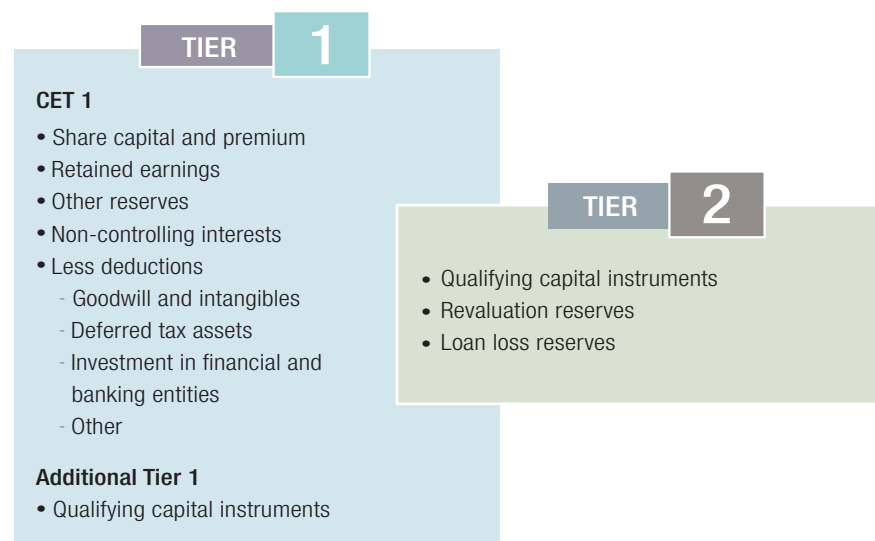 TIER 1
CET 1
• Share capital and premium
• Retained earnings
• Other reserves
• Non-controlling interests
• Less deductions
- Goodwill and intangibles
- Deferred tax assets
- Investment in financial and
banking entities
- Other
Additional Tier 1
• Qualifying capital instruments
TIER 2
• Qualifying capital instruments
• Revaluation reserves
• Loan loss reserves